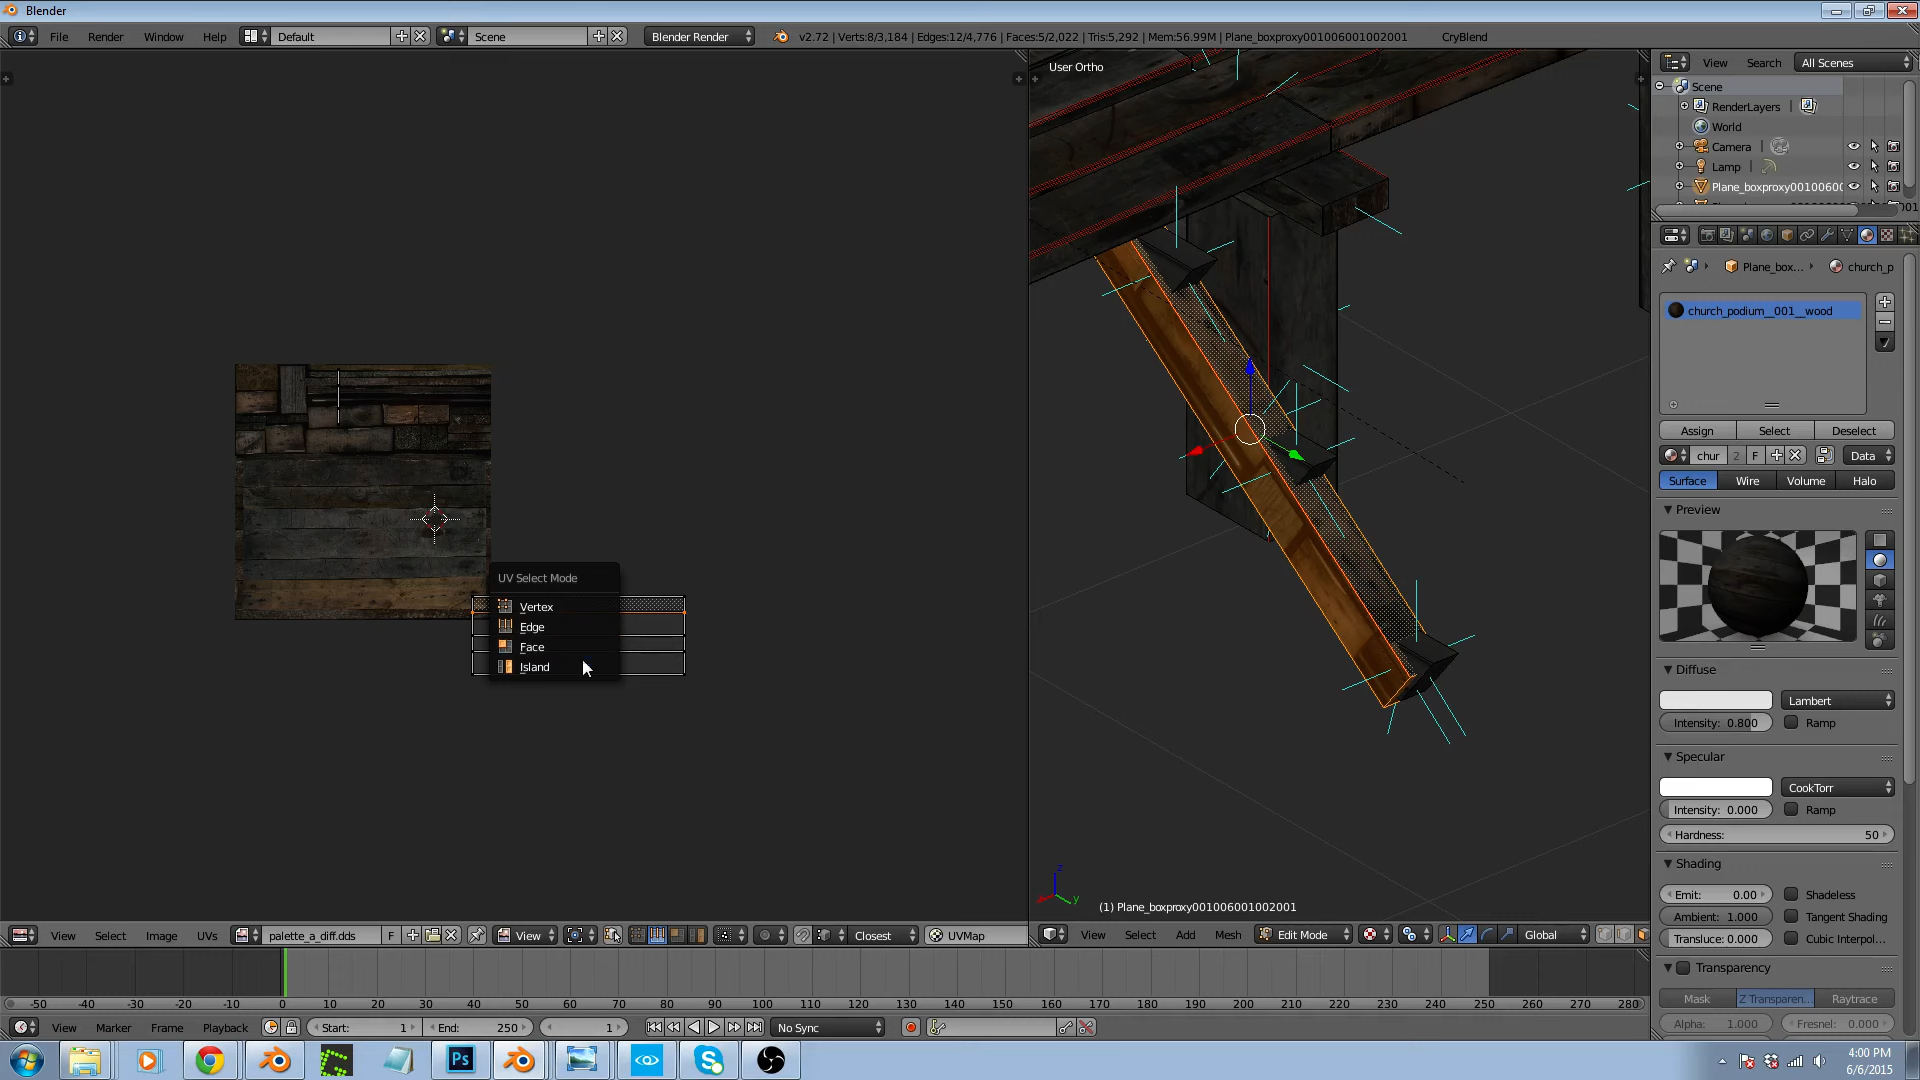 Blender
File Render Window Help Default Scene Blender Render v2.72 | Verts:8/3,184 | Edges:12/4,776 | Faces:5/2,022 | Tris:5,292 | Mem:56.99M | Plane_boxproxy001006001002001 CryBlend
User Ortho
View Search All Scenes
Scene
RenderLayers
World
Camera
Lamp
Plane_boxproxy0010060
Plane_box... church_p
church_podium__001__wood
Assign Select Deselect
chur 2 F Data
Surface Wire Volume Halo
Preview
UV Select Mode
Vertex
Edge
Face
Island
Diffuse
Lambert
Intensity: 0.800 Ramp
Specular
CookTorr
Intensity: 0.000 Ramp
Hardness: 50
Shading
Emit: 0.00 Shadeless
Ambient: 1.000 Tangent Shading
Transluce: 0.000 Cubic Interpol...
Transparency
Mask Z Transparen... Raytrace
Alpha: 1.000 Fresnel: 0.000
z
y
(1) Plane_boxproxy001006001002001
View Select Image UVs palette_a_diff.dds F View Closest UVMap
View Select Add Mesh Edit Mode Global
-50 -40 -30 -20 -10 0 10 20 30 40 50 60 70 80 90 100 110 120 130 140 150 160 170 180 190 200 210 220 230 240 250 260 270 280
View Marker Frame Playback Start: 1 End: 250 1 No Sync
Ps
4:00 PM
6/6/2015